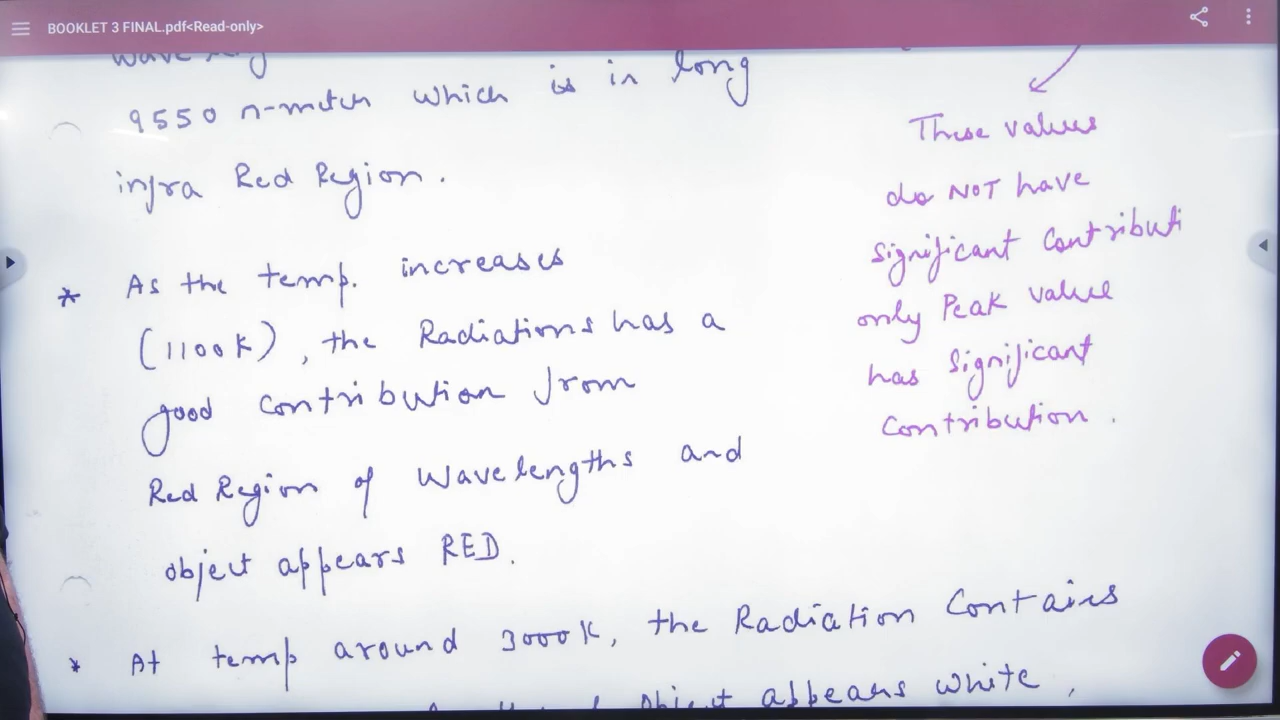 BOOKLET 3 FINAL.pdf<Read-only>
9550 n-meter which is in long
infra Red Region.
* As the temp. increases
(1100K), the Radiations has a
good contribution from
Red Region of Wavelengths and
object appears RED.
* At temp around 3000K, the Radiation Contains
object appears white,
These values
do NOT have
Significant Contributi
only Peak value
has Significant
Contribution.